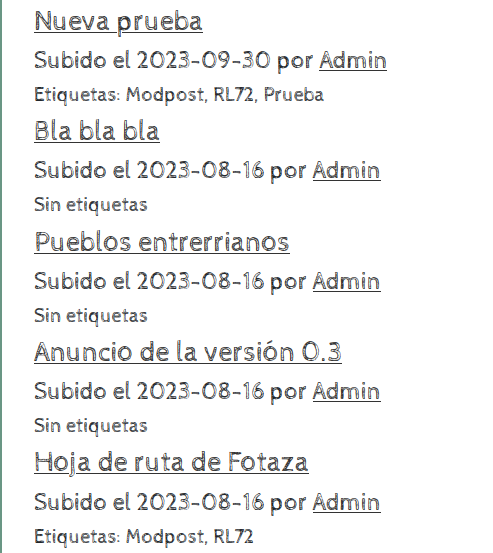 Nueva prueba
Subido el 2023-09-30 por Admin
Etiquetas: Modpost, RL72, Prueba
Bla bla bla
Subido el 2023-08-16 por Admin
Sin etiquetas
Pueblos entrerrianos
Subido el 2023-08-16 por Admin
Sin etiquetas
Anuncio de la versión 0.3
Subido el 2023-08-16 por Admin
Sin etiquetas
Hoja de ruta de Fotaza
Subido el 2023-08-16 por Admin
Etiquetas: Modpost, RL72